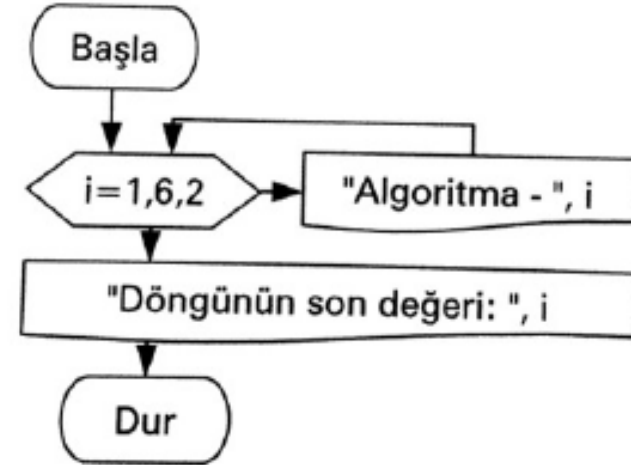 Başla
i=1,6,2
"Algoritma - ", i
"Döngünün son değeri: ", i
Dur